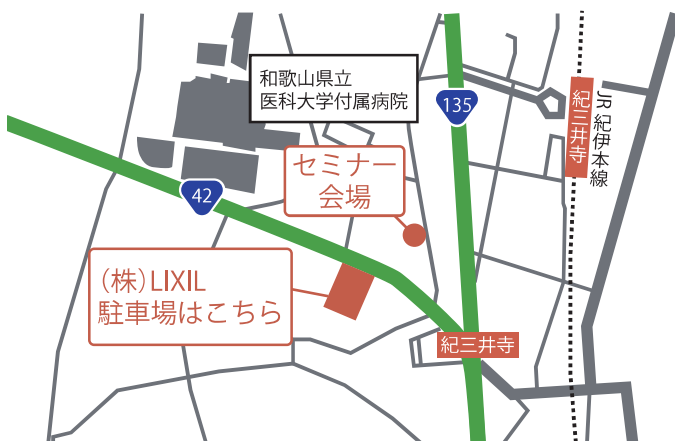 和歌山県立
医科大学付属病院
135
紀三井寺
JR 紀伊本線
セミナー
会場
42
(株)LIXIL
駐車場はこちら
紀三井寺